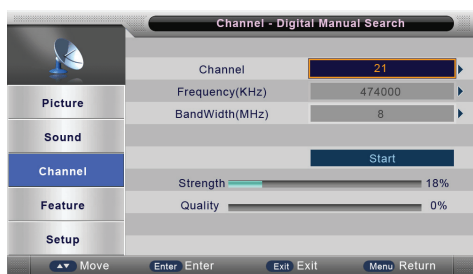 Channel - Digital Manual Search
Channel 21
Frequency(KHz) 474000
BandWidth(MHz) 8
Start
Strength 18%
Quality 0%
Picture
Sound
Channel
Feature
Setup
Move Enter Enter Exit Exit Menu Return